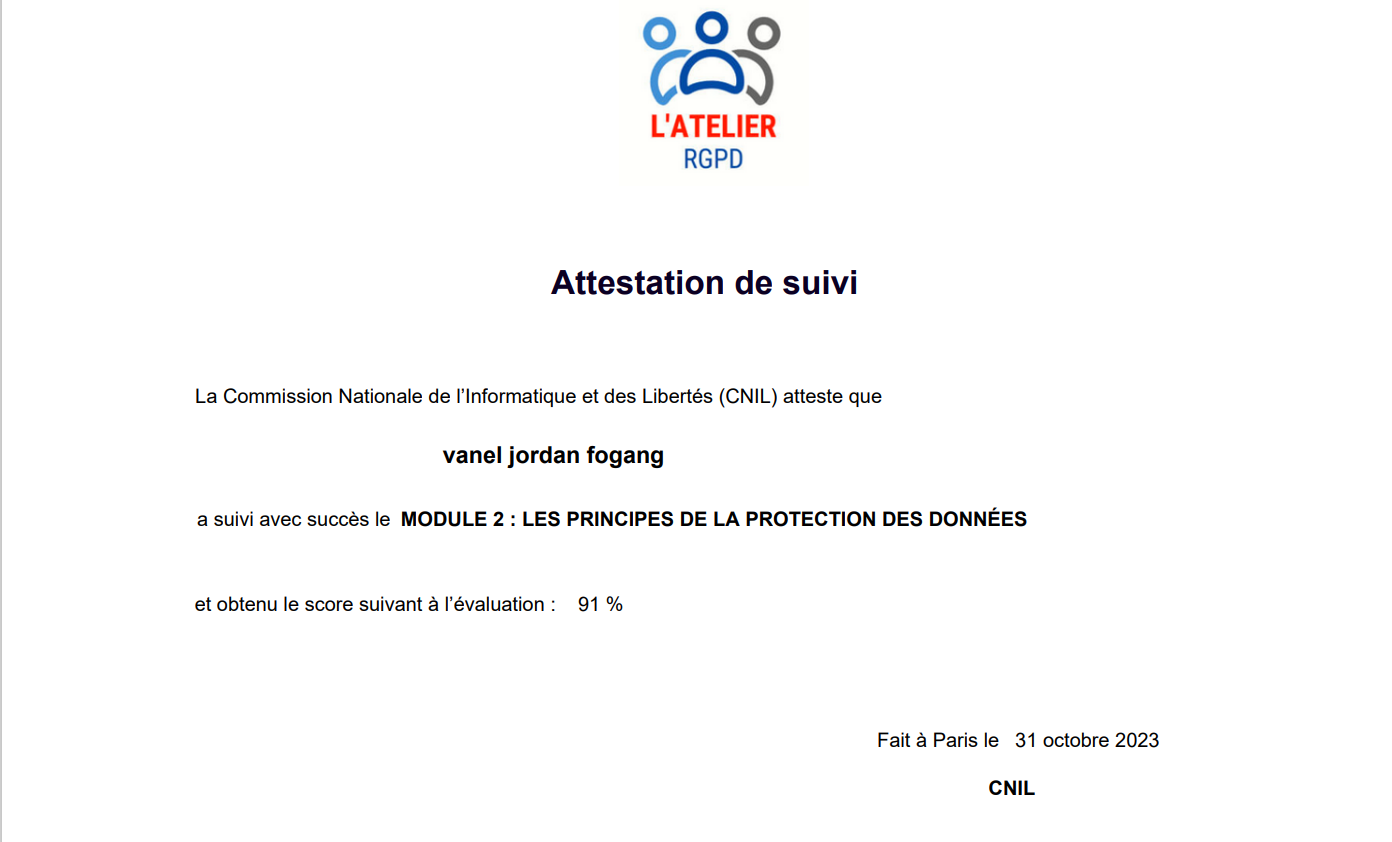 L'ATELIER
RGPD
Attestation de suivi
La Commission Nationale de l’Informatique et des Libertés (CNIL) atteste que
vanel jordan fogang
a suivi avec succès le MODULE 2 : LES PRINCIPES DE LA PROTECTION DES DONNÉES
et obtenu le score suivant à l’évaluation : 91 %
Fait à Paris le 31 octobre 2023
CNIL